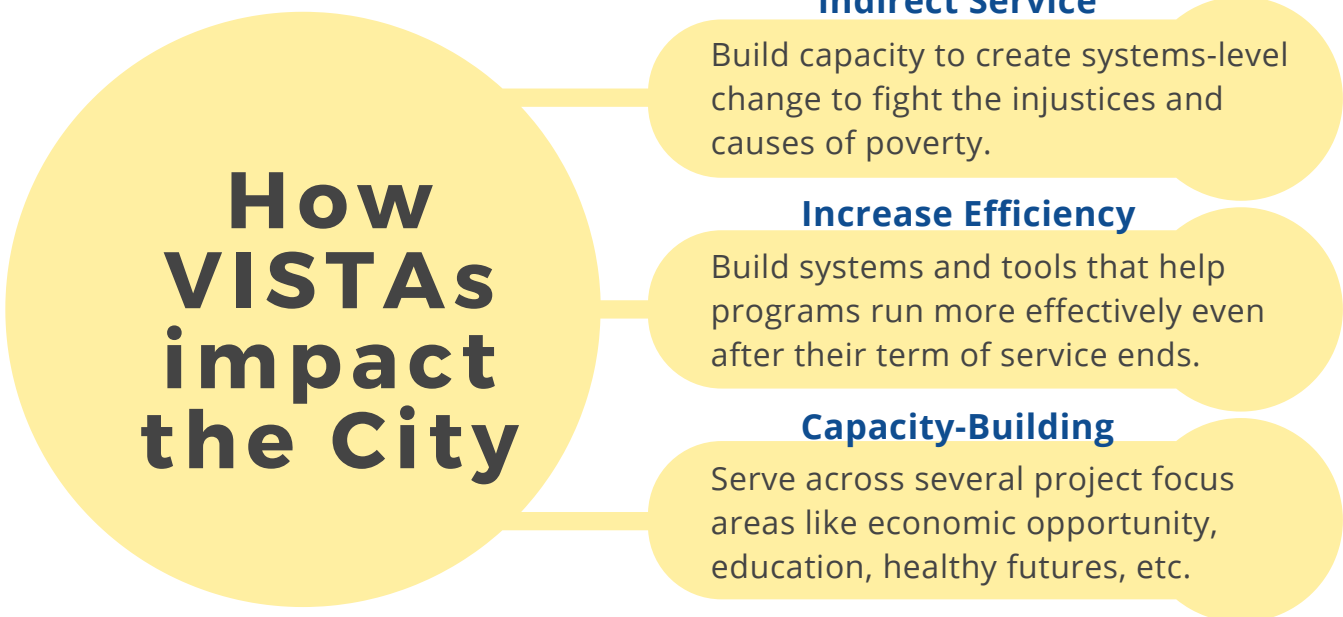 How
VISTAs
impact
the City
Indirect Service
Build capacity to create systems-level
change to fight the injustices and
causes of poverty.
Increase Efficiency
Build systems and tools that help
programs run more effectively even
after their term of service ends.
Capacity-Building
Serve across several project focus
areas like economic opportunity,
education, healthy futures, etc.